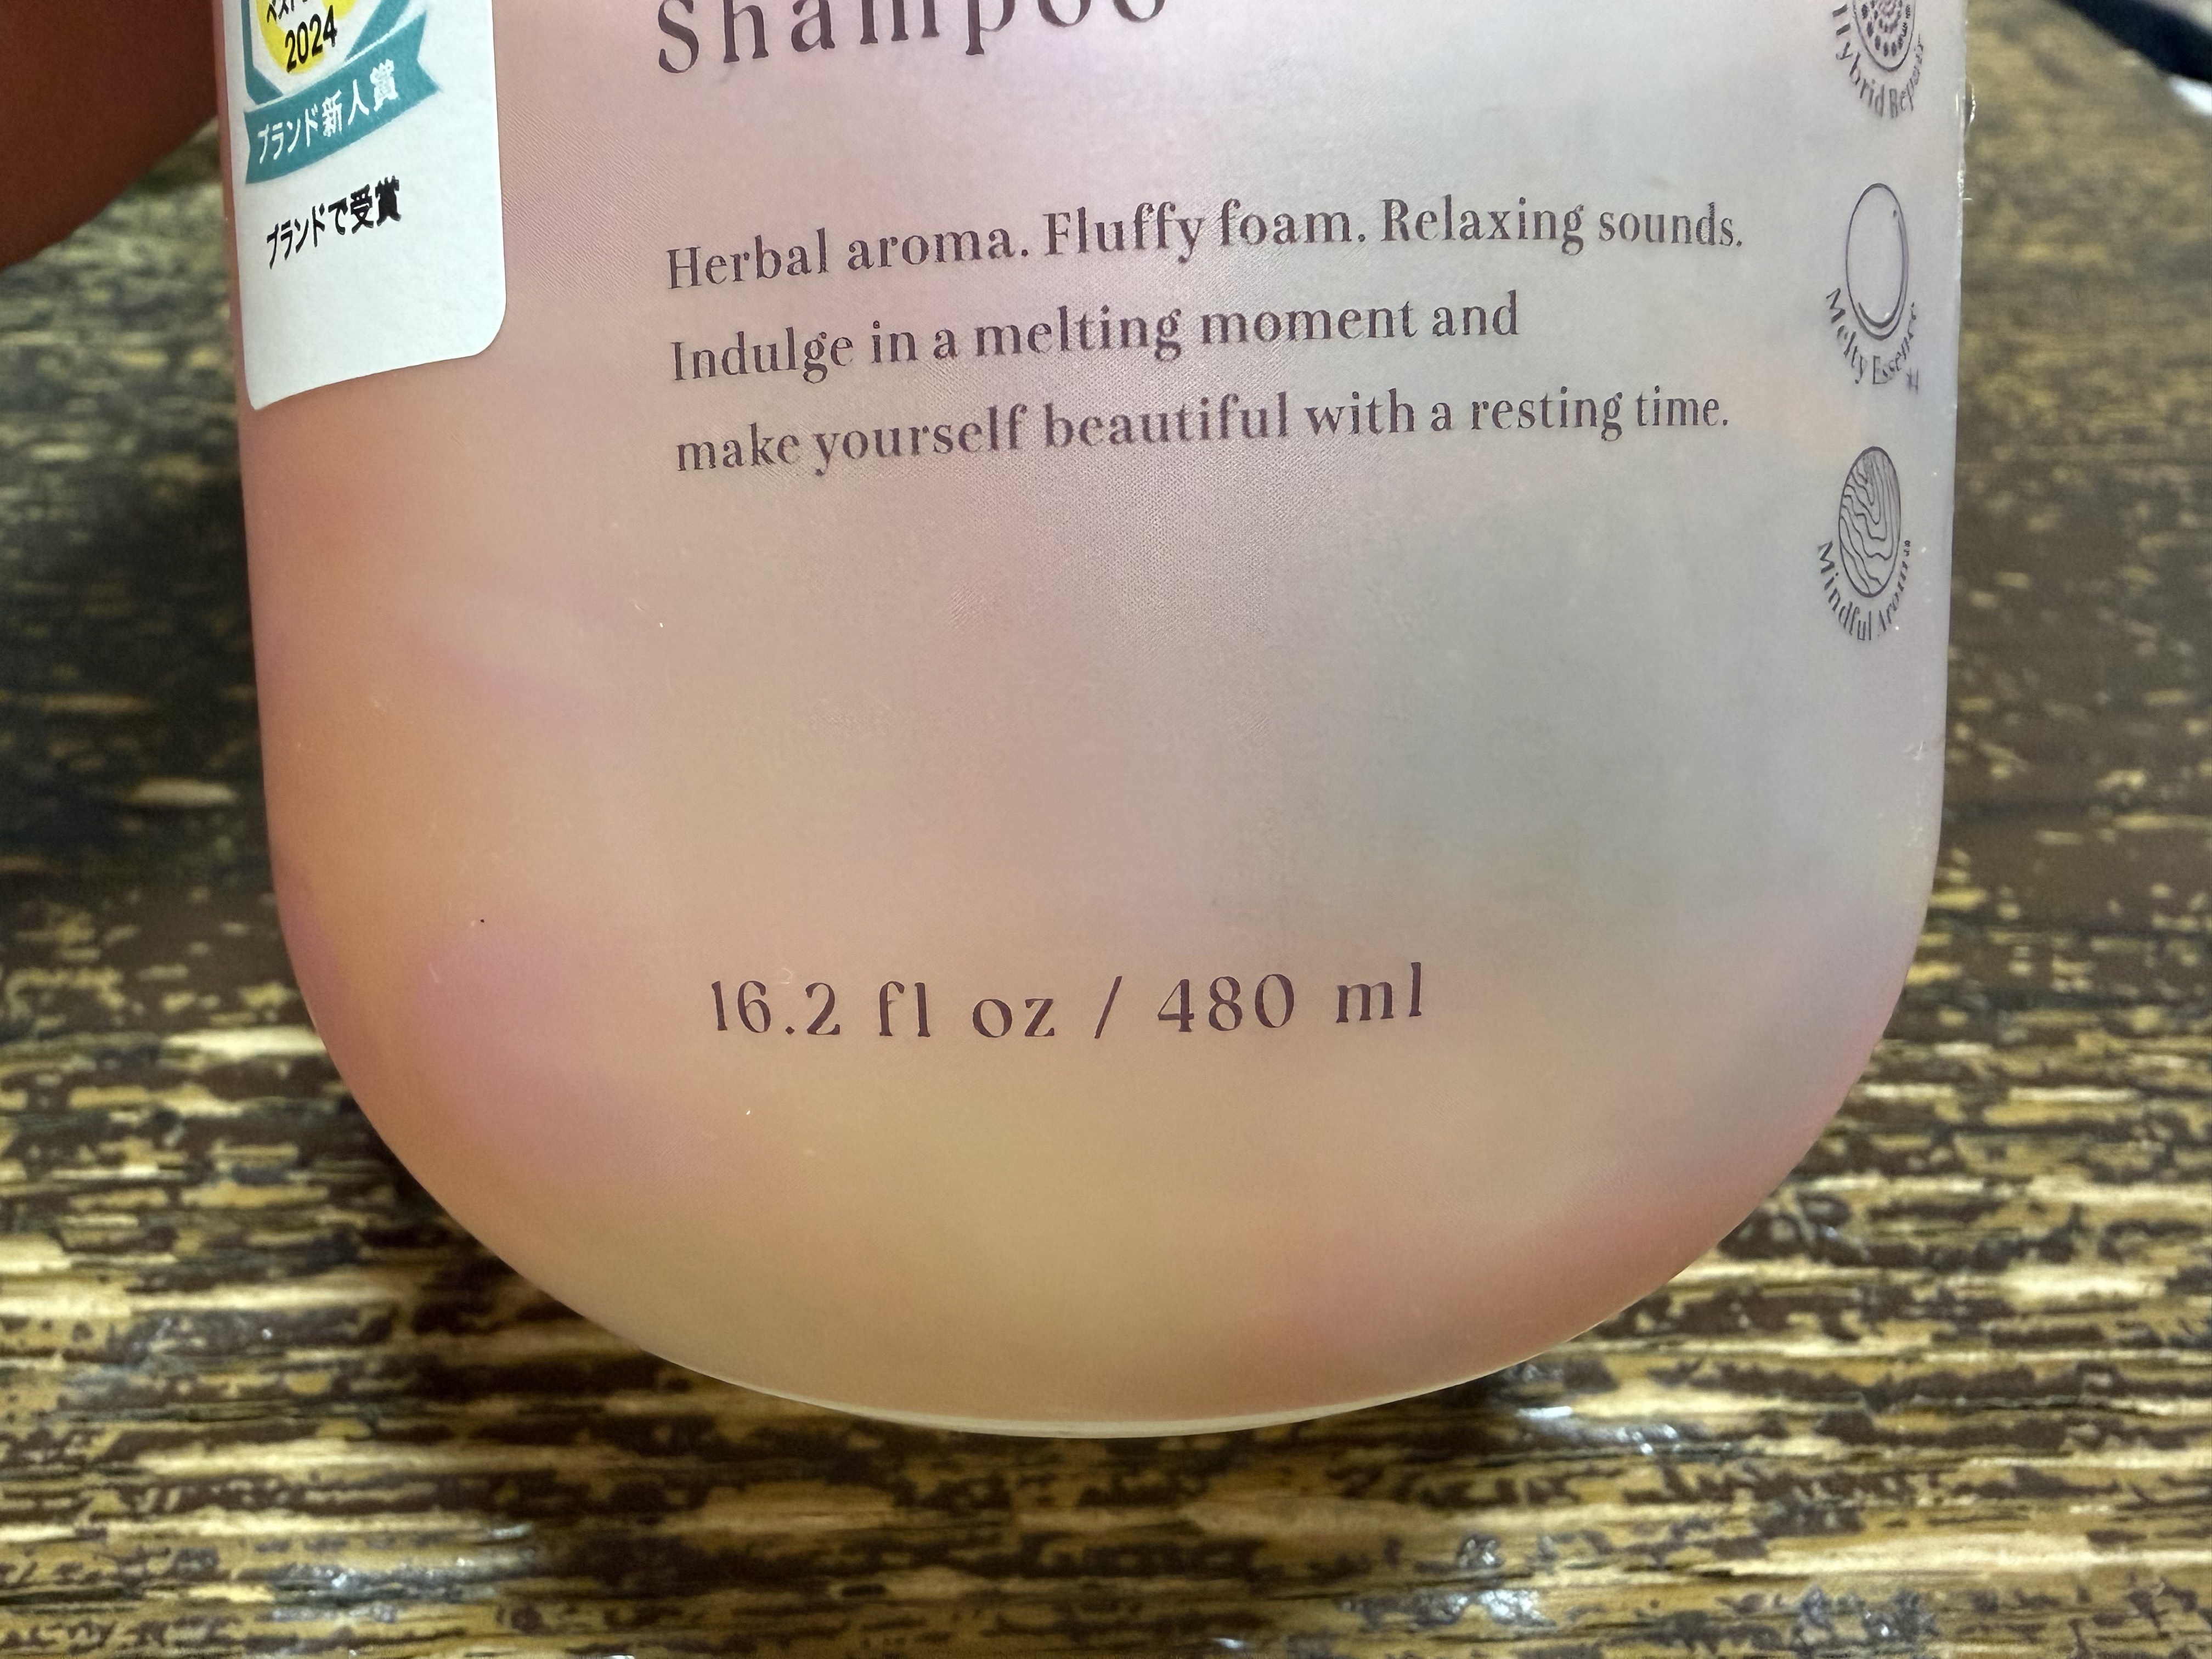 2024
ブランド新人賞
ブランドで受賞
Shampoo
Herbal aroma. Fluffy foam. Relaxing sounds.
Indulge in a melting moment and
make yourself beautiful with a resting time.
Hybrid Repair
Melty Essence
Mindful Aroma
16.2 fl oz / 480 ml